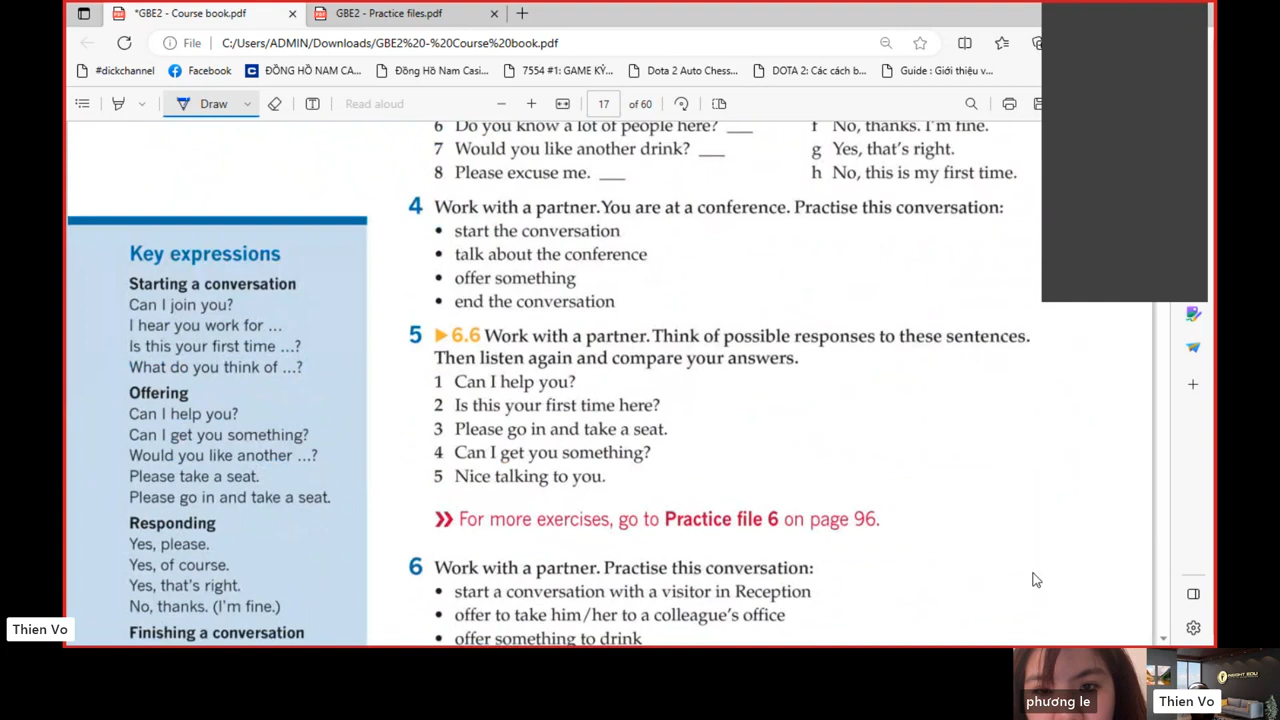 *GBE2 - Course book.pdf
GBE2 - Practice files.pdf
File
C:/Users/ADMIN/Downloads/GBE2%20-%20Course%20book.pdf
#dickchannel
Facebook
ĐỒNG HỒ NAM CA...
Đồng Hồ Nam Casi...
7554 #1: GAME KỶ...
Dota 2 Auto Chess...
DOTA 2: Các cách b...
Guide : Giới thiệu v...
Draw
Read aloud
17 of 60
6 Do you know a lot of people here? ___
f No, thanks. I'm fine.
7 Would you like another drink? ___
g Yes, that's right.
8 Please excuse me. ___
h No, this is my first time.
4 Work with a partner. You are at a conference. Practise this conversation:
• start the conversation
• talk about the conference
• offer something
• end the conversation
5 ▶ 6.6 Work with a partner. Think of possible responses to these sentences.
Then listen again and compare your answers.
1 Can I help you?
2 Is this your first time here?
3 Please go in and take a seat.
4 Can I get you something?
5 Nice talking to you.
For more exercises, go to Practice file 6 on page 96.
6 Work with a partner. Practise this conversation:
• start a conversation with a visitor in Reception
• offer to take him/her to a colleague's office
• offer something to drink
Key expressions
Starting a conversation
Can I join you?
I hear you work for ...
Is this your first time ...?
What do you think of ...?
Offering
Can I help you?
Can I get you something?
Would you like another ...?
Please take a seat.
Please go in and take a seat.
Responding
Yes, please.
Yes, of course.
Yes, that's right.
No, thanks. (I'm fine.)
Finishing a conversation
Thien Vo
phương le
Thien Vo